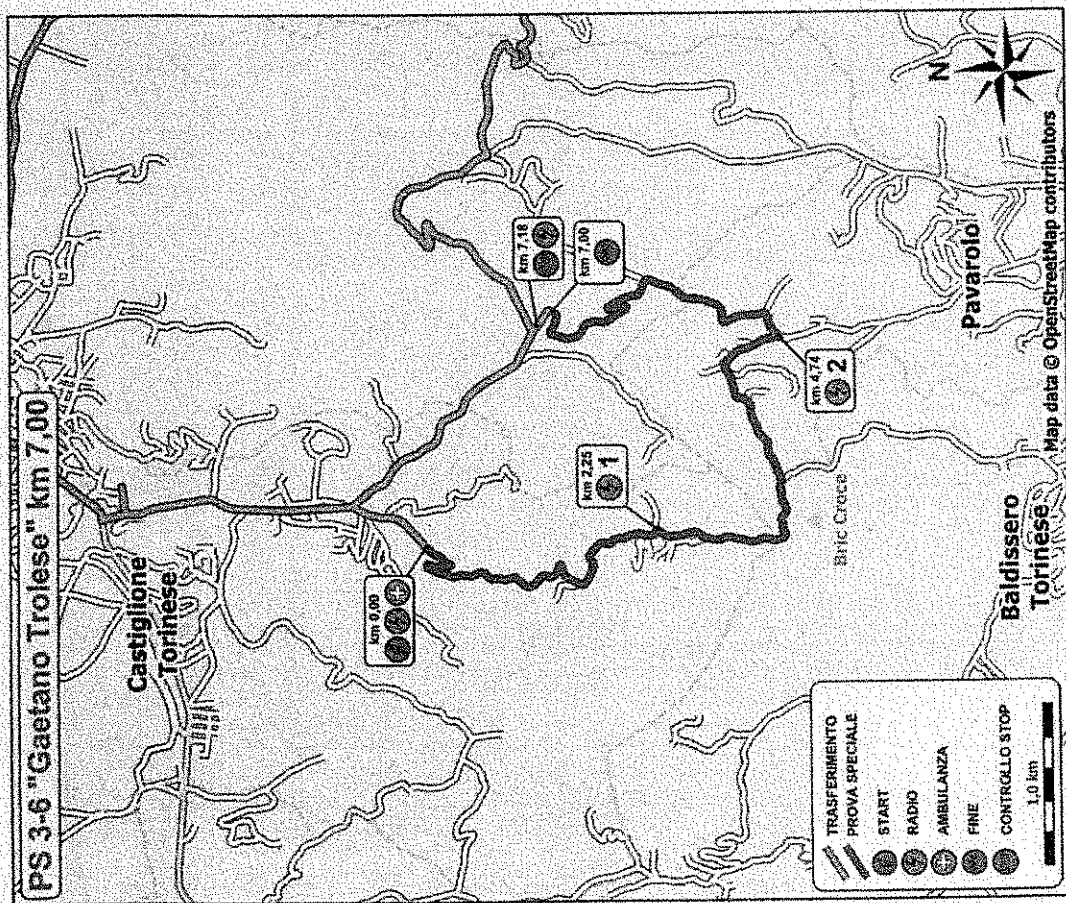 PS 3-6 "Gaetano Trolese" km 7,00
Castiglione
Torinese
km 0,00
km 7,18
km 7,00
km 2,25
1
km 4,74
2
Bric Croce
Pavarolo
Baldissero
Torinese
N
TRASFERIMENTO
PROVA SPECIALE
START
RADIO
AMBULANZA
FINE
CONTROLLO STOP
1,0 km
Map data © OpenStreetMap contributors